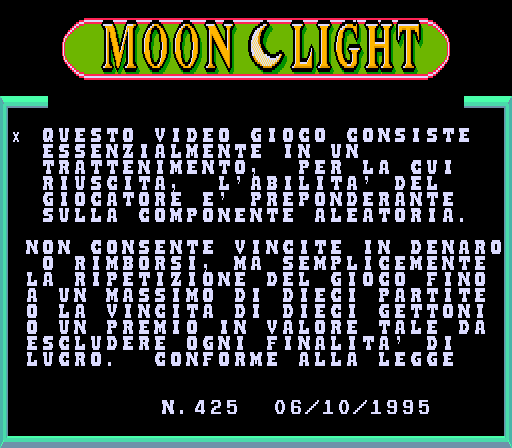 MOON LIGHT
x QUESTO VIDEO GIOCO CONSISTE
ESSENZIALMENTE IN UN
TRATTENIMENTO, PER LA CUI
RIUSCITA, L'ABILITA' DEL
GIOCATORE E' PREPONDERANTE
SULLA COMPONENTE ALEATORIA.
NON CONSENTE VINCITE IN DENARO
O RIMBORSI, MA SEMPLICEMENTE
LA RIPETIZIONE DEL GIOCO FINO
A UN MASSIMO DI DIECI PARTITE
O LA VINCITA DI DIECI GETTONI
O UN PREMIO IN VALORE TALE DA
ESCLUDERE OGNI FINALITA' DI
LUCRO. CONFORME ALLA LEGGE
N.425 06/10/1995